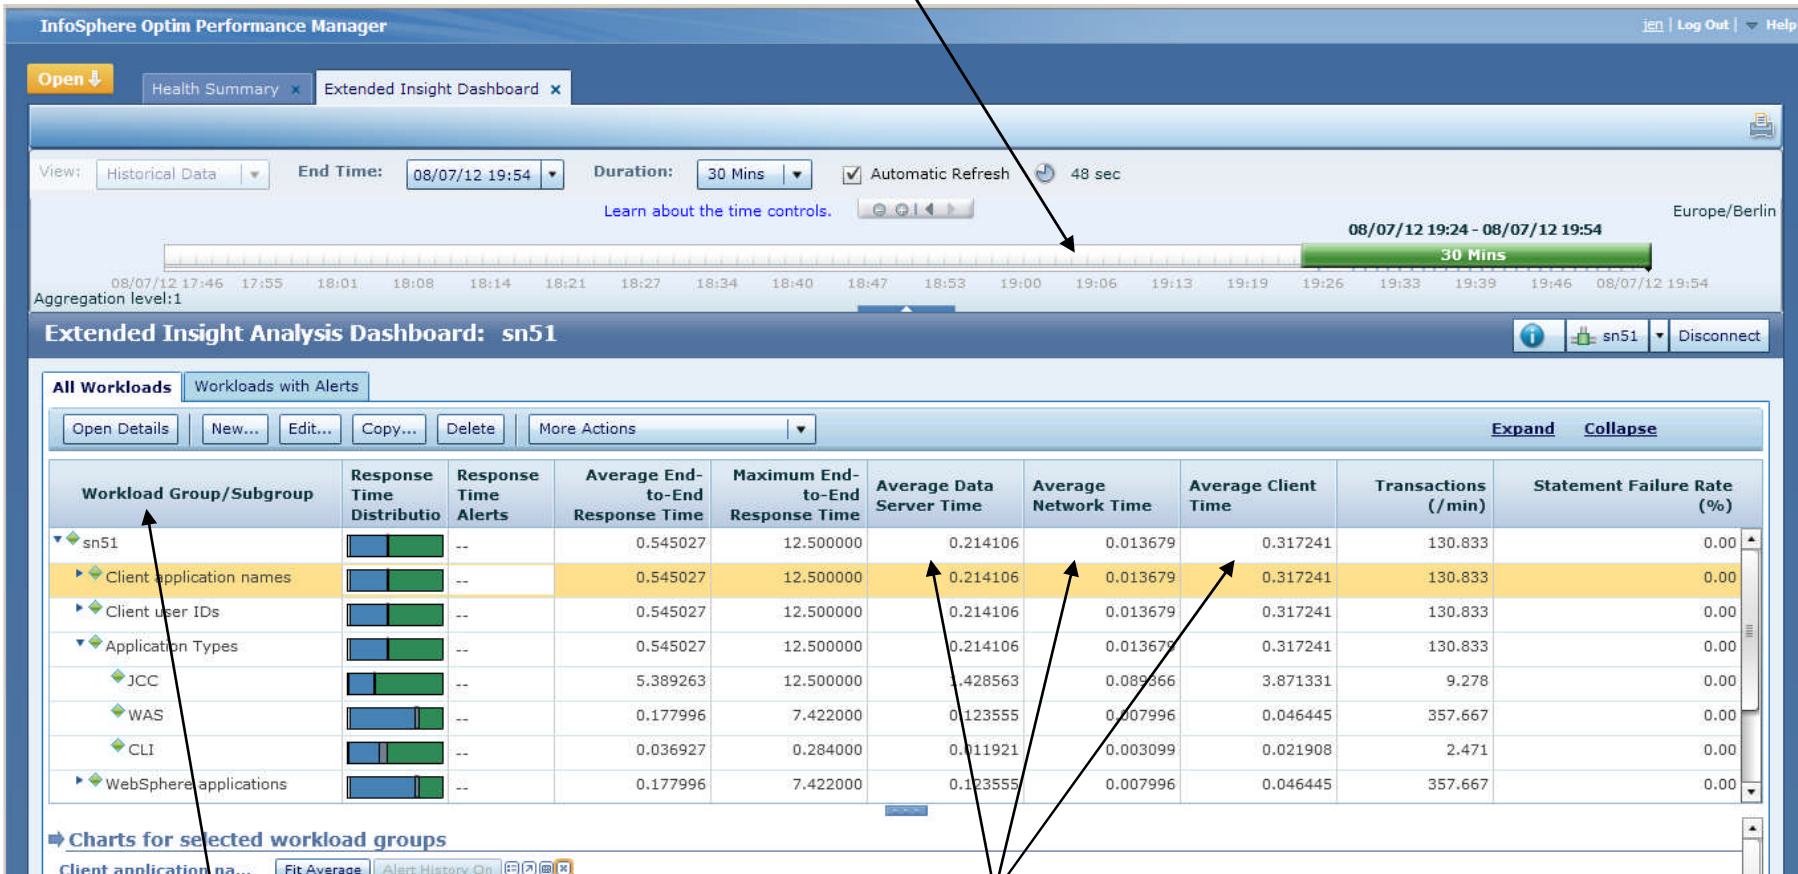 InfoSphere Optim Performance Manager
jen | Log Out | Help
Open
Health Summary x
Extended Insight Dashboard x
View: Historical Data End Time: 08/07/12 19:54 Duration: 30 Mins Automatic Refresh 48 sec
Learn about the time controls.
Europe/Berlin
08/07/12 19:24 - 08/07/12 19:54
30 Mins
08/07/12 17:46 17:55 18:01 18:08 18:14 18:21 18:27 18:34 18:40 18:47 18:53 19:00 19:06 19:13 19:19 19:26 19:33 19:39 19:46 08/07/12 19:54
Aggregation level:1
Extended Insight Analysis Dashboard: sn51
sn51 Disconnect
All Workloads Workloads with Alerts
Open Details New... Edit... Copy... Delete More Actions Expand Collapse
Workload Group/Subgroup
Response Time Distributio
Response Time Alerts
Average End-to-End Response Time
Maximum End-to-End Response Time
Average Data Server Time
Average Network Time
Average Client Time
Transactions (/min)
Statement Failure Rate (%)
sn51 -- 0.545027 12.500000 0.214106 0.013679 0.317241 130.833 0.00
Client application names -- 0.545027 12.500000 0.214106 0.013679 0.317241 130.833 0.00
Client user IDs -- 0.545027 12.500000 0.214106 0.013679 0.317241 130.833 0.00
Application Types -- 0.545027 12.500000 0.214106 0.013679 0.317241 130.833 0.00
JCC -- 5.389263 12.500000 1.428563 0.089366 3.871331 9.278 0.00
WAS -- 0.177996 7.422000 0.123555 0.007996 0.046445 357.667 0.00
CLI -- 0.036927 0.284000 0.011921 0.003099 0.021908 2.471 0.00
WebSphere applications -- 0.177996 7.422000 0.123555 0.007996 0.046445 357.667 0.00
Charts for selected workload groups
Client application na... Fit Average Alert History On